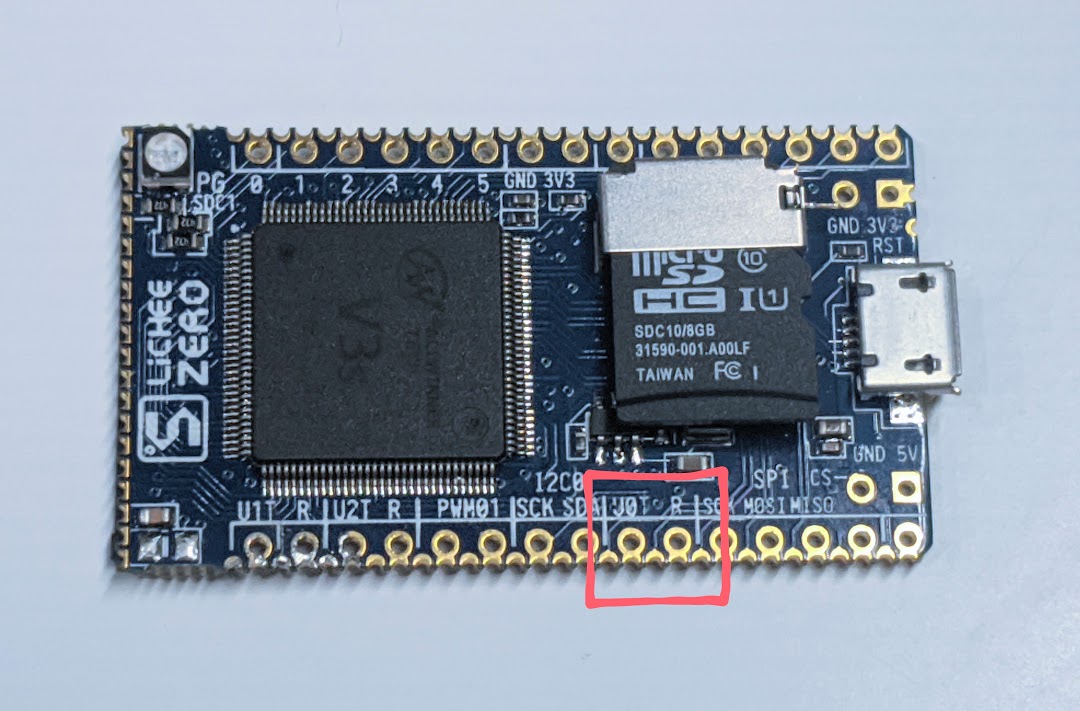 PG 0 1 2 3 4 5 GND 3V3
SDC1
GND 3V3
RST
LICHEE
ZERO
V3s
micro
SD
HC I U1
10
SDC10/8GB
31590-001.A00LF
TAIWAN FC I
GND 5V
I2C0 SPI CS
U1T R U2T R PWM01 SCK SDA U0T R SCK MOSI MISO